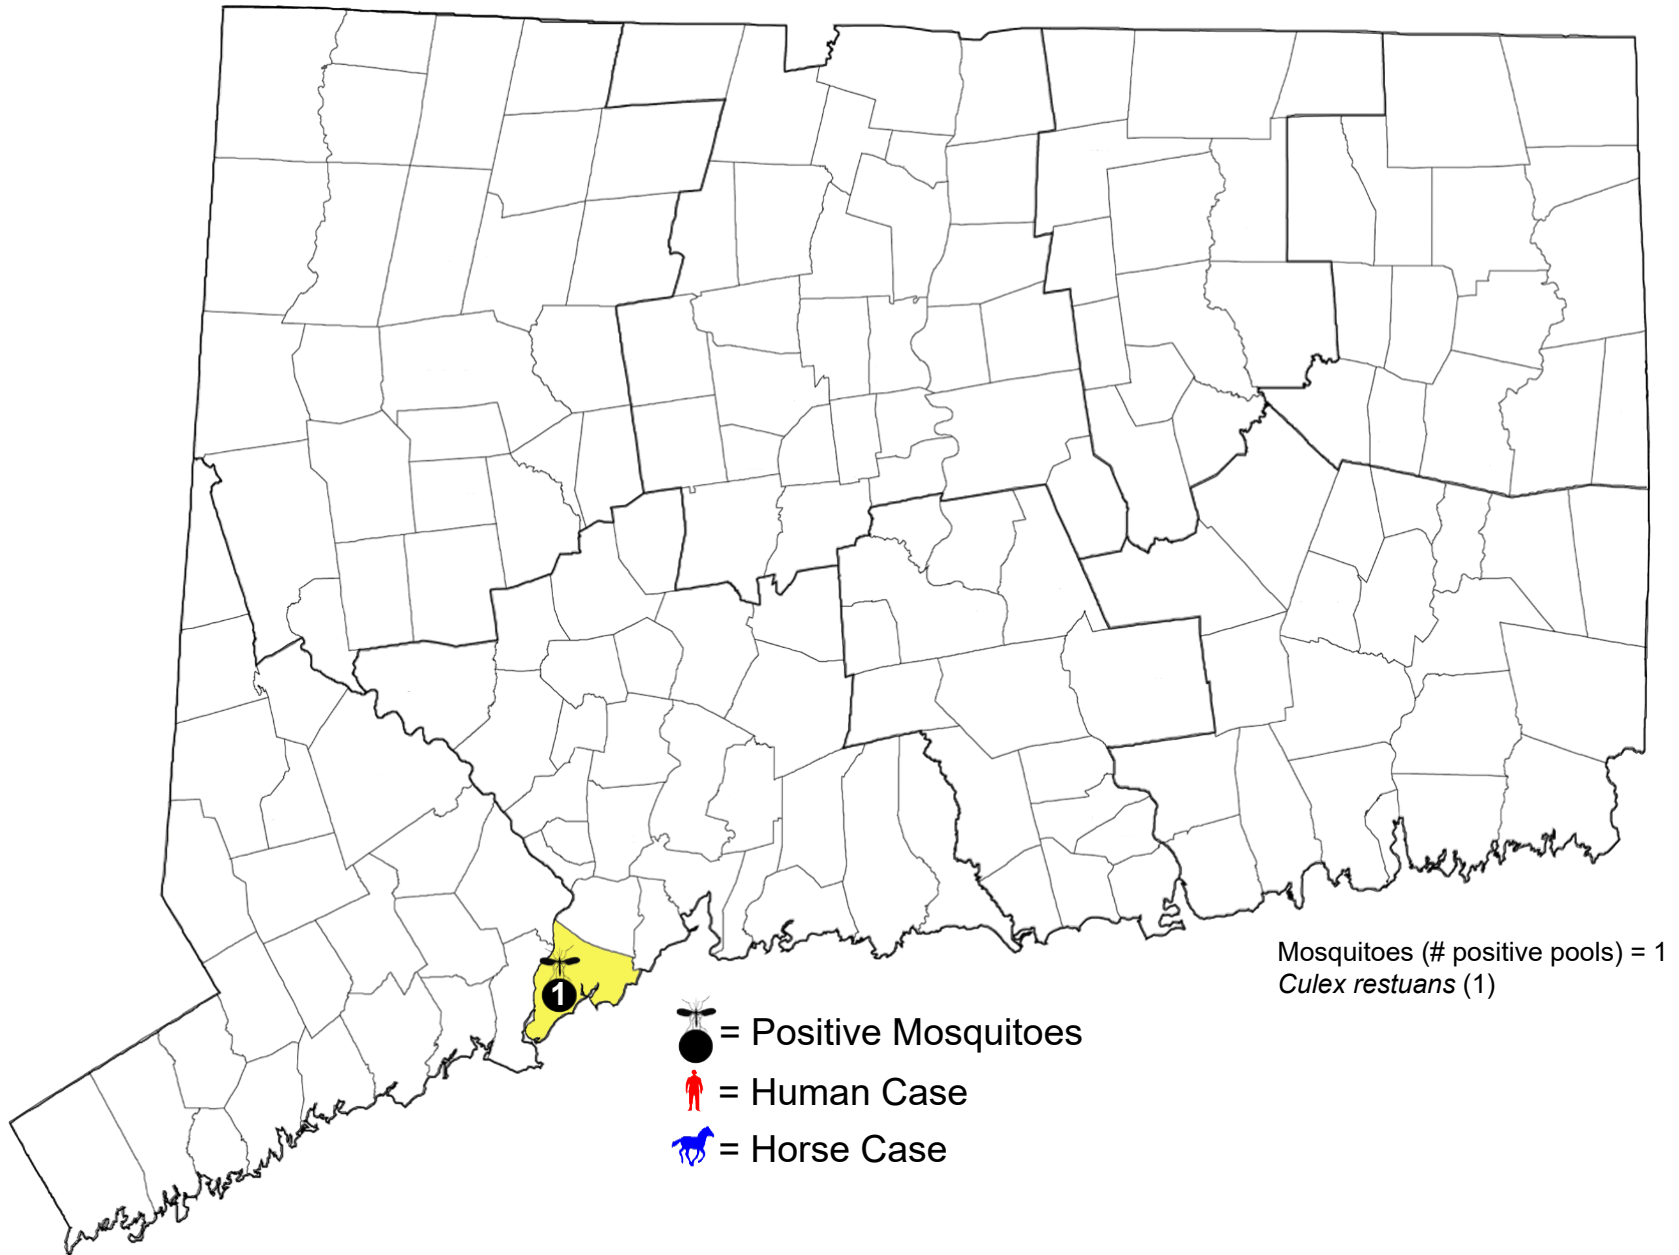 1
Mosquitoes (# positive pools) = 1
Culex restuans (1)
= Positive Mosquitoes
= Human Case
= Horse Case